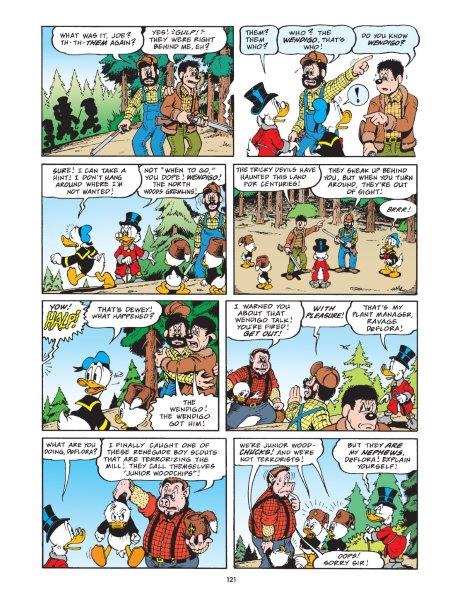 WHAT WAS IT, JOE?
TH-TH-THEM AGAIN?
YES! :GULP!:
THEY WERE RIGHT
BEHIND ME, EH?
THEM?
THEM
WHO?
WHO? THE
WENDIGO, THAT'S
WHO!
DO YOU KNOW
WENDIGO?
!
SURE! I CAN TAKE A
HINT! I DON'T HANG
AROUND WHERE I'M
NOT WANTED!
NOT "WHEN TO GO,"
YOU DOPE! WENDIGO!
THE NORTH
WOODS GREMLINS!
THE TRICKY DEVILS HAVE
HAUNTED THIS LAND
FOR CENTURIES!
THEY SNEAK UP BEHIND
YOU, BUT WHEN YOU TURN
AROUND, THEY'RE OUT
OF SIGHT!
BRRR!
YOW!
HALP!
THAT'S DEWEY!
WHAT HAPPENED?
THE
WENDIGO!
THE WENDIGO
GOT HIM!
I WARNED YOU
ABOUT THAT
WENDIGO TALK!
YOU'RE FIRED!
GET OUT!
WITH
PLEASURE!
THAT'S MY
PLANT MANAGER,
RAVAGE
DEFLORA!
WHAT ARE YOU
DOING, DEFLORA?
I FINALLY CAUGHT ONE OF
THESE RENEGADE BOY SCOUTS
THAT ARE TERRORIZING THE
MILL! THEY CALL THEMSELVES
"JUNIOR WOODCHIPS"!
WE'RE JUNIOR WOOD-
CHUCKS! AND WE'RE
NOT TERRORISTS!
BUT THEY ARE
MY NEPHEWS,
DEFLORA! EXPLAIN
YOURSELF!
OOPS!
SORRY SIR!
121